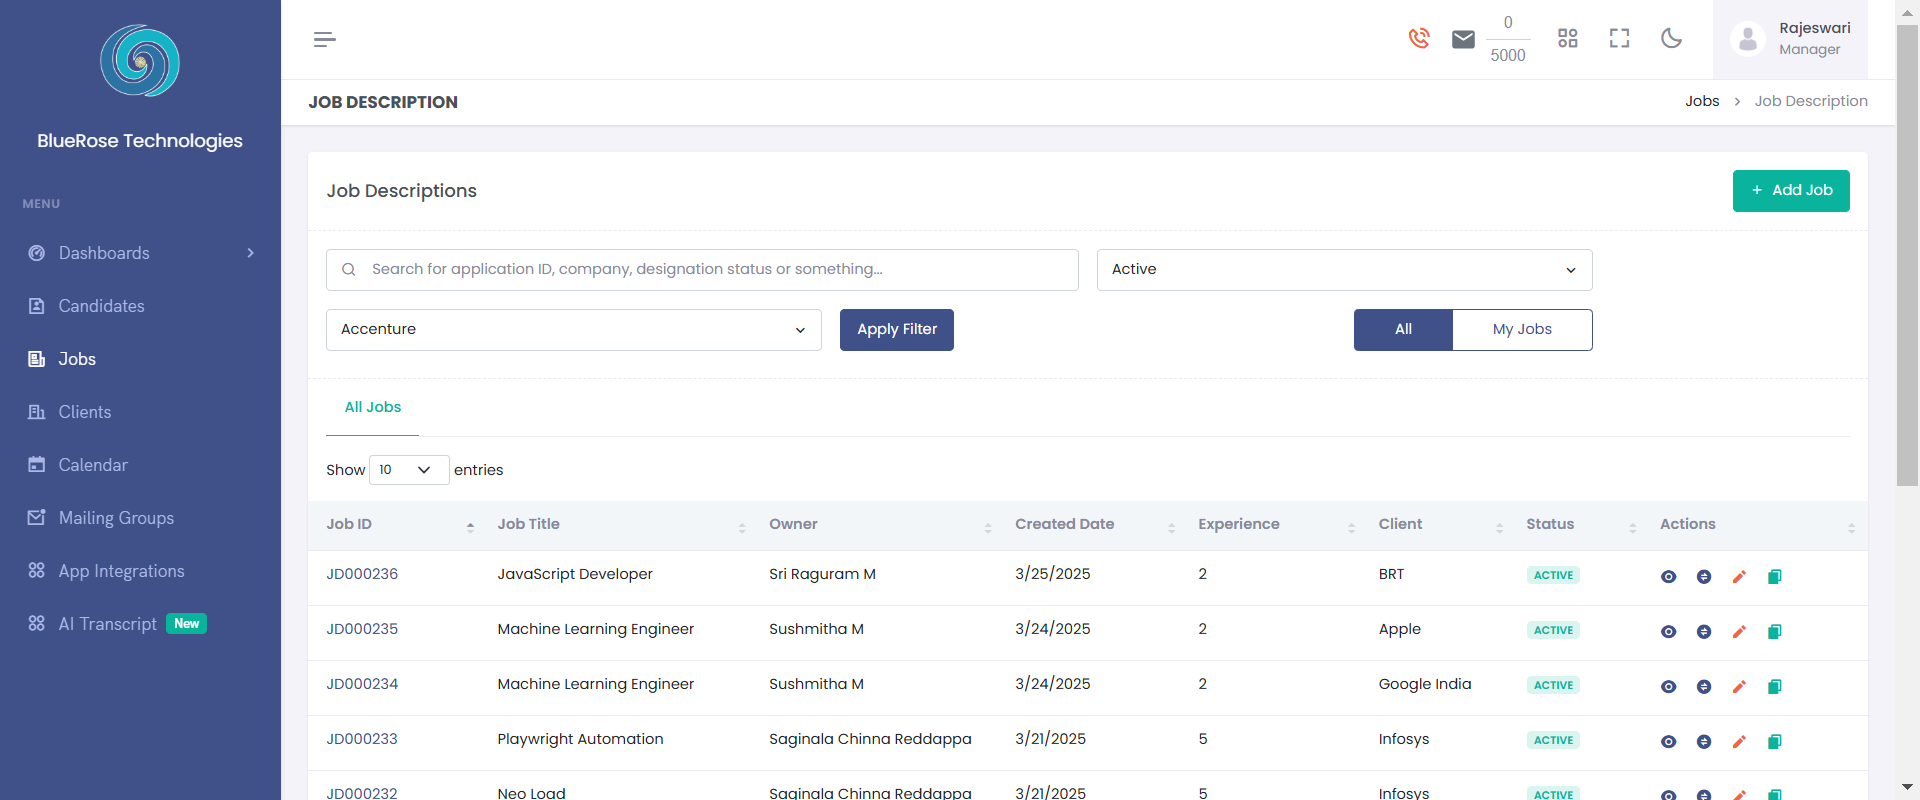 BlueRose Technologies
MENU
Dashboards
Candidates
Jobs
Clients
Calendar
Mailing Groups
App Integrations
AI Transcript New
0
5000
Rajeswari
Manager
JOB DESCRIPTION
Jobs > Job Description
Job Descriptions
+ Add Job
Search for application ID, company, designation status or something...
Active
Accenture
Apply Filter
All
My Jobs
All Jobs
Show 10 entries
Job ID Job Title Owner Created Date Experience Client Status Actions
JD000236 JavaScript Developer Sri Raguram M 3/25/2025 2 BRT ACTIVE
JD000235 Machine Learning Engineer Sushmitha M 3/24/2025 2 Apple ACTIVE
JD000234 Machine Learning Engineer Sushmitha M 3/24/2025 2 Google India ACTIVE
JD000233 Playwright Automation Saginala Chinna Reddappa 3/21/2025 5 Infosys ACTIVE
JD000232 Neo Load Saginala Chinna Reddappa 3/21/2025 5 Infosys ACTIVE